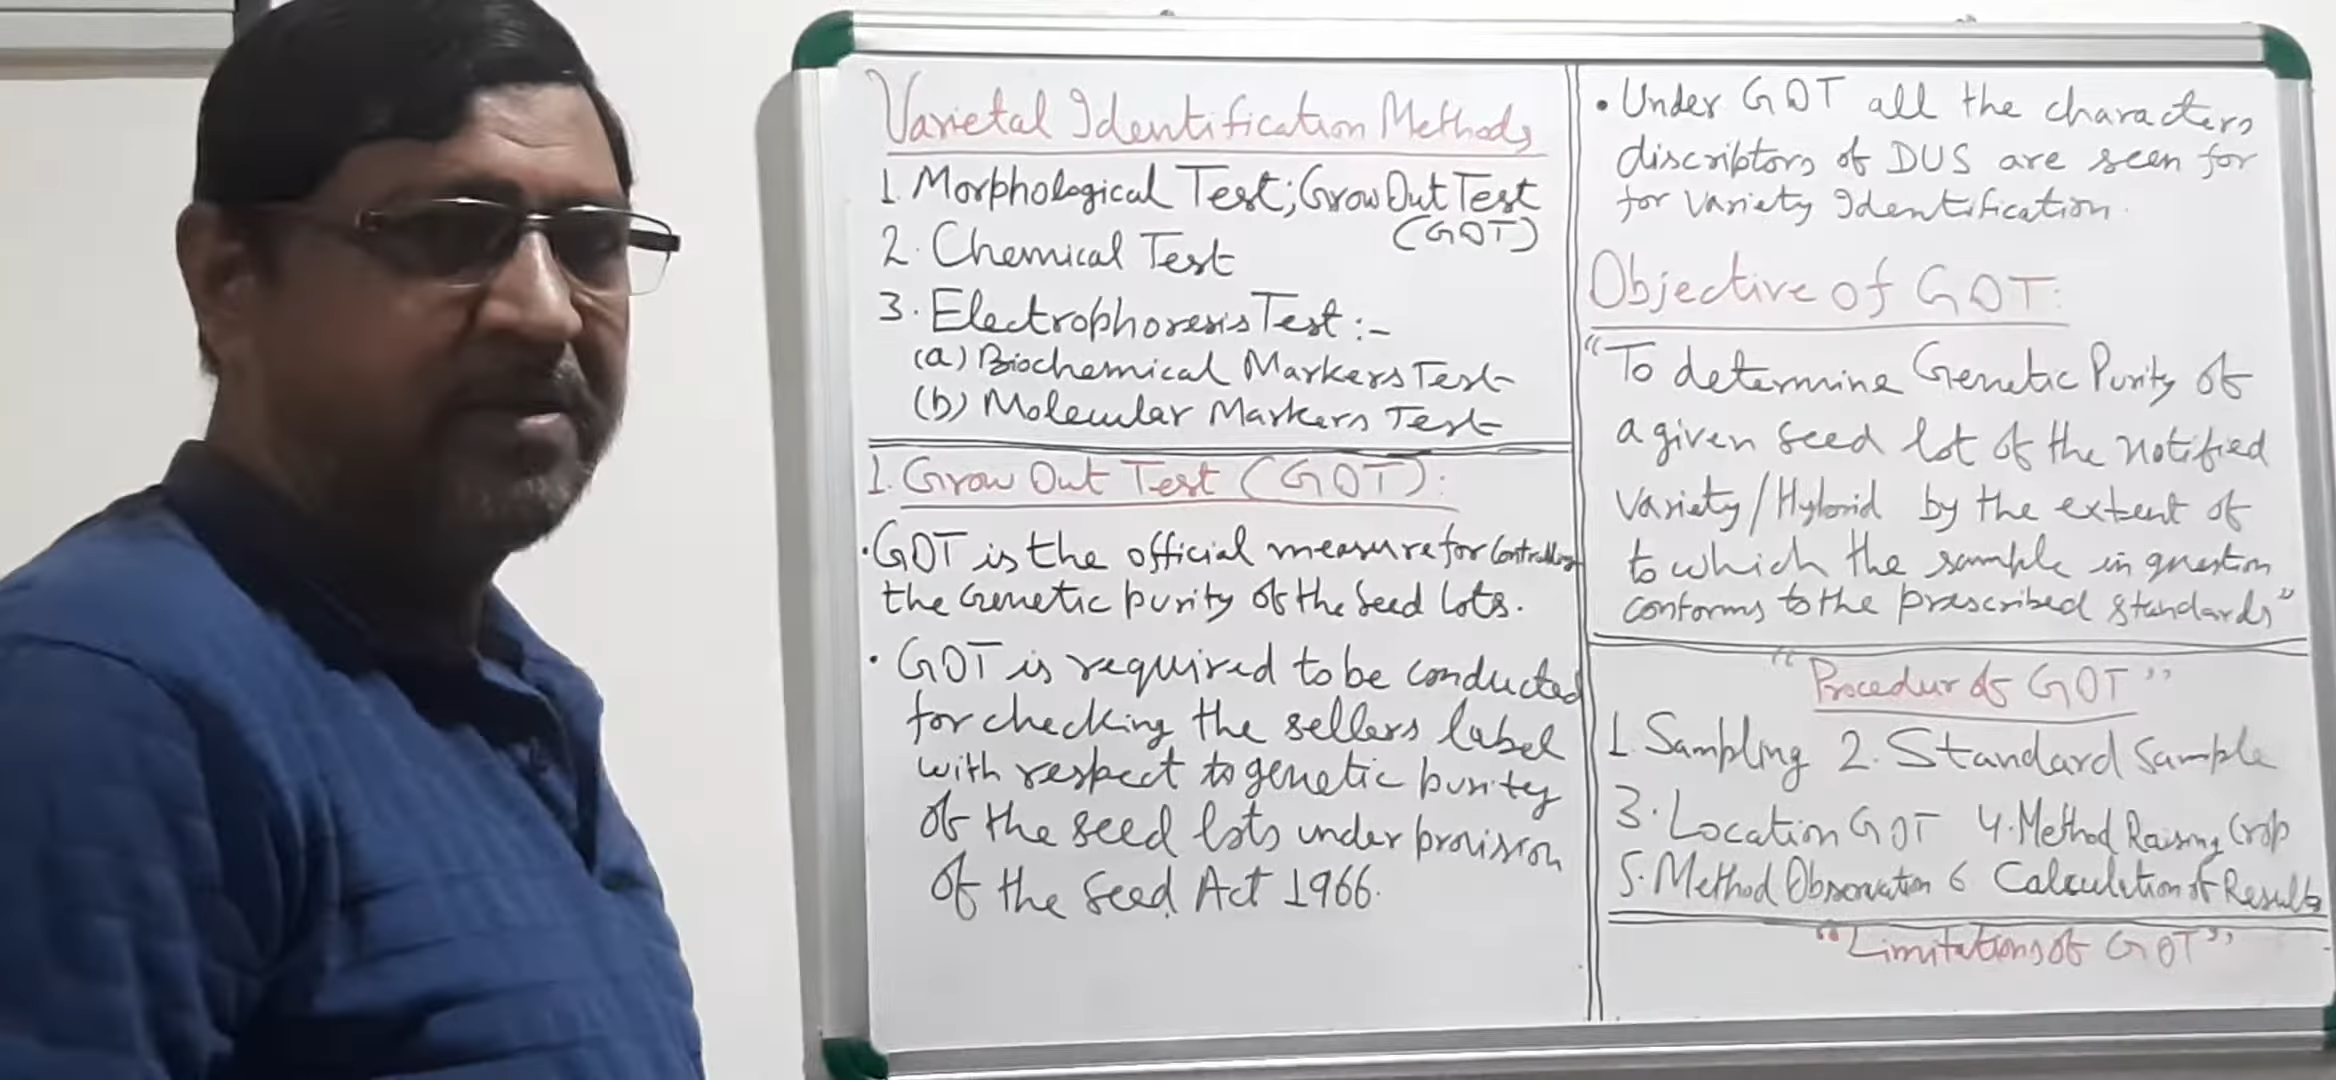 Varietal Identification Methods
1. Morphological Test; Grow Out Test
(GOT)
2. Chemical Test
3. Electrophoresis Test :-
(a) Biochemical Markers Test
(b) Molecular Markers Test
1. Grow Out Test (GOT):
• GOT is the official measure for Controlling
the Genetic purity of the Seed lots.
• GOT is required to be conducted
for checking the sellers label
with respect to genetic purity
of the seed lots under provision
of the Seed Act 1966.
• Under GOT all the characters
discriptors of DUS are seen for
for Variety Identification.
Objective of GOT:
"To determine Genetic Purity of
a given seed lot of the notified
Variety/Hybrid by the extent of
to which the sample in question
conforms to the prescribed standards"
"Procedur of GOT"
1. Sampling 2. Standard Sample
3. Location GOT 4. Method Raising Crop
5. Method Observation 6 Calculation of Results
"Limitations of GOT"